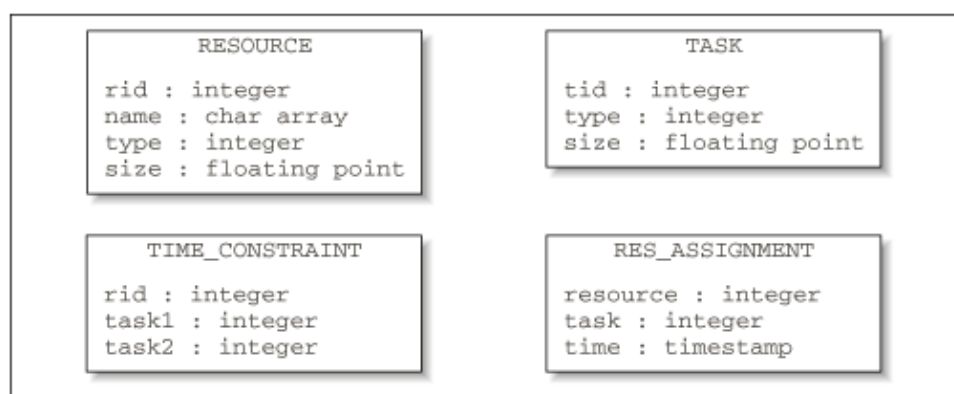 RESOURCE
rid : integer
name : char array
type : integer
size : floating point
TASK
tid : integer
type : integer
size : floating point
TIME_CONSTRAINT
rid : integer
task1 : integer
task2 : integer
RES_ASSIGNMENT
resource : integer
task : integer
time : timestamp